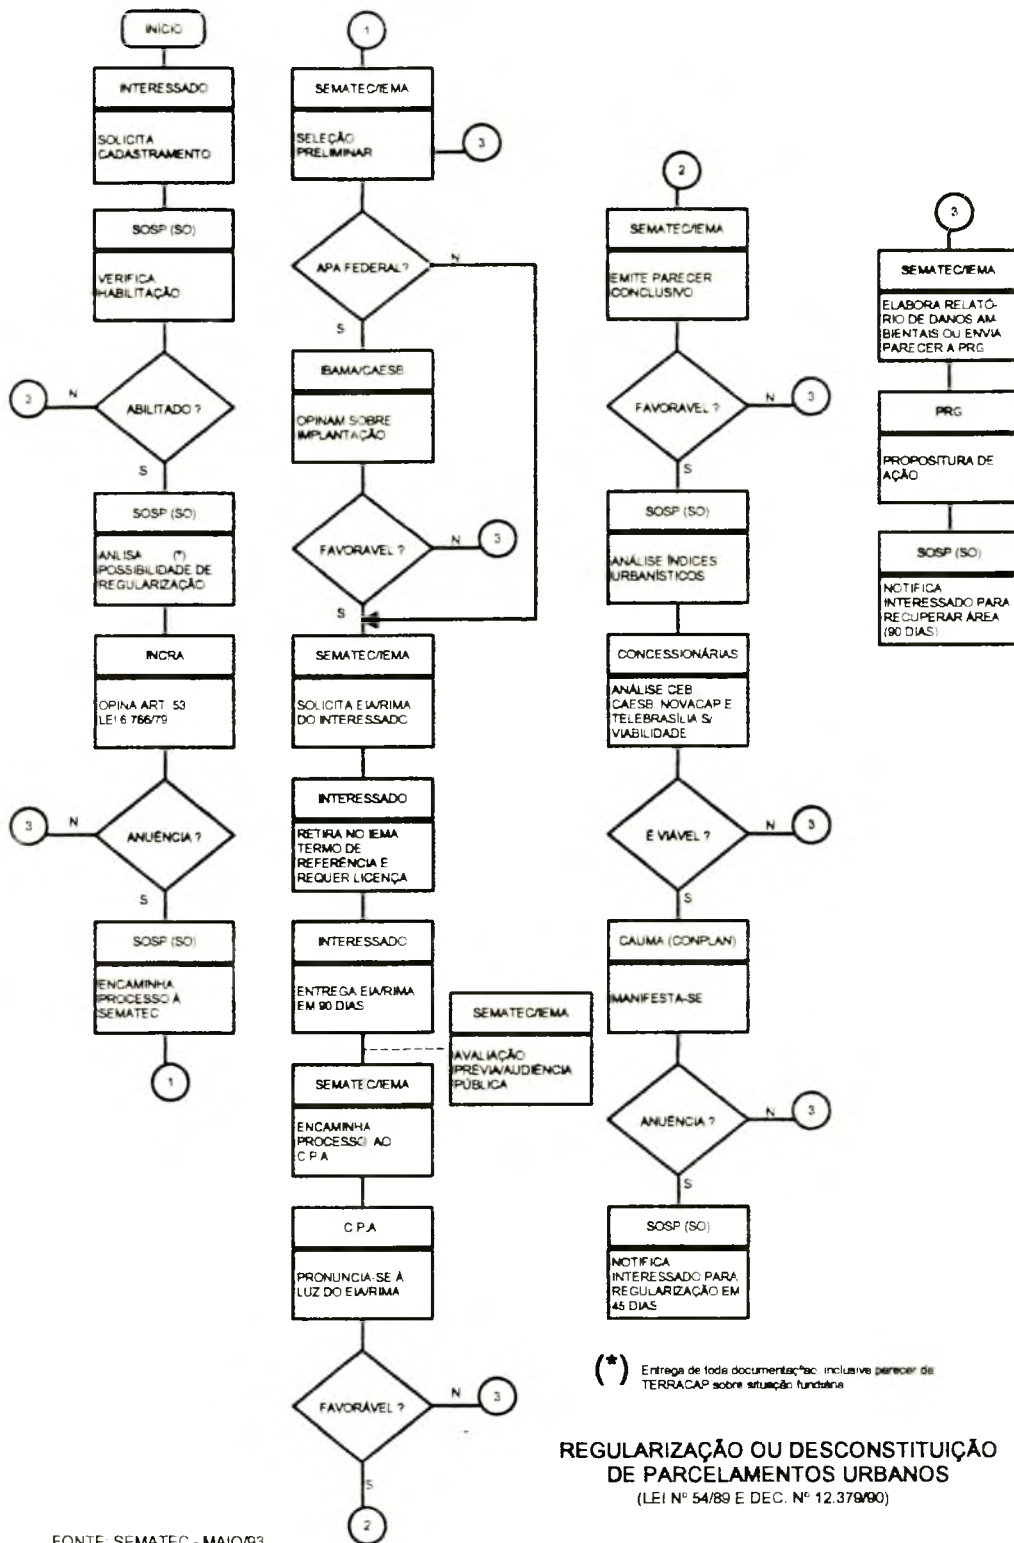 INÍCIO
INTERESSADO
SOLICITA
CADASTRAMENTO
SOSP (SO)
VERIFICA
HABILITAÇÃO
ABILITADO ?
N
3
S
SOSP (SO)
ANLISA (*)
POSSIBILIDADE DE
REGULARIZAÇÃO
INCRA
OPINA ART. 53
LEI 6.766/79
ANUÊNCIA ?
N
3
S
SOSP (SO)
ENCAMINHA
PROCESSO À
SEMATEC
1
1
SEMATEC/IEMA
SELEÇÃO
PRELIMINAR
3
APA FEDERAL ?
N
S
IBAMA/CAESB
OPINAM SOBRE
IMPLANTAÇÃO
FAVORAVEL ?
N
3
S
SEMATEC/IEMA
SOLICITA EIA/RIMA
DO INTERESSADO
INTERESSADO
RETIRA NO IEMA
TERMO DE
REFERÊNCIA E
REQUER LICENÇA
INTERESSADO
ENTREGA EIA/RIMA
EM 90 DIAS
SEMATEC/IEMA
AVALIAÇÃO
PREVIA/AUDIÊNCIA
PÚBLICA
SEMATEC/IEMA
ENCAMINHA
PROCESSO AO
C P A
C P A
PRONUNCIA-SE À
LUZ DO EIA/RIMA
FAVORÁVEL ?
N
3
S
2
2
SEMATEC/IEMA
EMITE PARECER
CONCLUSIVO
FAVORAVEL ?
N
3
S
SOSP (SO)
ANÁLISE ÍNDICES
URBANÍSTICOS
CONCESSIONÁRIAS
ANÁLISE CEB
CAESB, NOVACAP E
TELEBRASÍLIA S/
VIABILIDADE
É VIÁVEL ?
N
3
S
CAUMA (CONPLAN)
MANIFESTA-SE
ANUÊNCIA ?
N
3
S
SOSP (SO)
NOTIFICA
INTERESSADO PARA
REGULARIZAÇÃO EM
45 DIAS
3
SEMATEC/IEMA
ELABORA RELATÓ-
RIO DE DANOS AM-
BIENTAIS OU ENVIA
PARECER A PRG
PRG
PROPOSITURA DE
AÇÃO
SOSP (SO)
NOTIFICA
INTERESSADO PARA
RECUPERAR ÁREA
(90 DIAS)
(*) Entrega de toda documentaçªao, inclusive parecer da
TERRACAP sobre situação fundiária
REGULARIZAÇÃO OU DESCONSTITUIÇÃO
DE PARCELAMENTOS URBANOS
(LEI Nº 54/89 E DEC. Nº 12.379/90)
FONTE: SEMATEC - MAIO/93